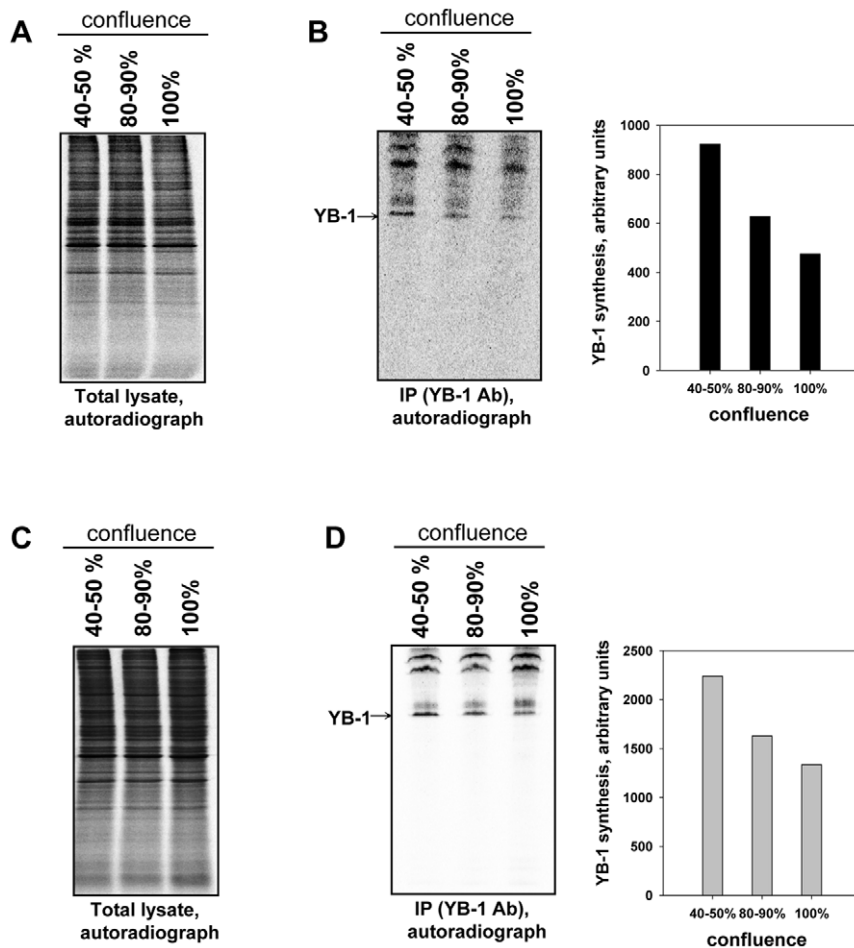 A
confluence
40-50 %
80-90%
100%
Total lysate,
autoradiograph
B
confluence
40-50 %
80-90%
100%
YB-1
IP (YB-1 Ab),
autoradiograph
YB-1 synthesis, arbitrary units
1000
800
600
400
200
0
40-50% 80-90% 100%
confluence
C
confluence
40-50 %
80-90%
100%
Total lysate,
autoradiograph
D
confluence
40-50 %
80-90%
100%
YB-1
IP (YB-1 Ab),
autoradiograph
YB-1 synthesis, arbitrary units
2500
2000
1500
1000
500
0
40-50% 80-90% 100%
confluence